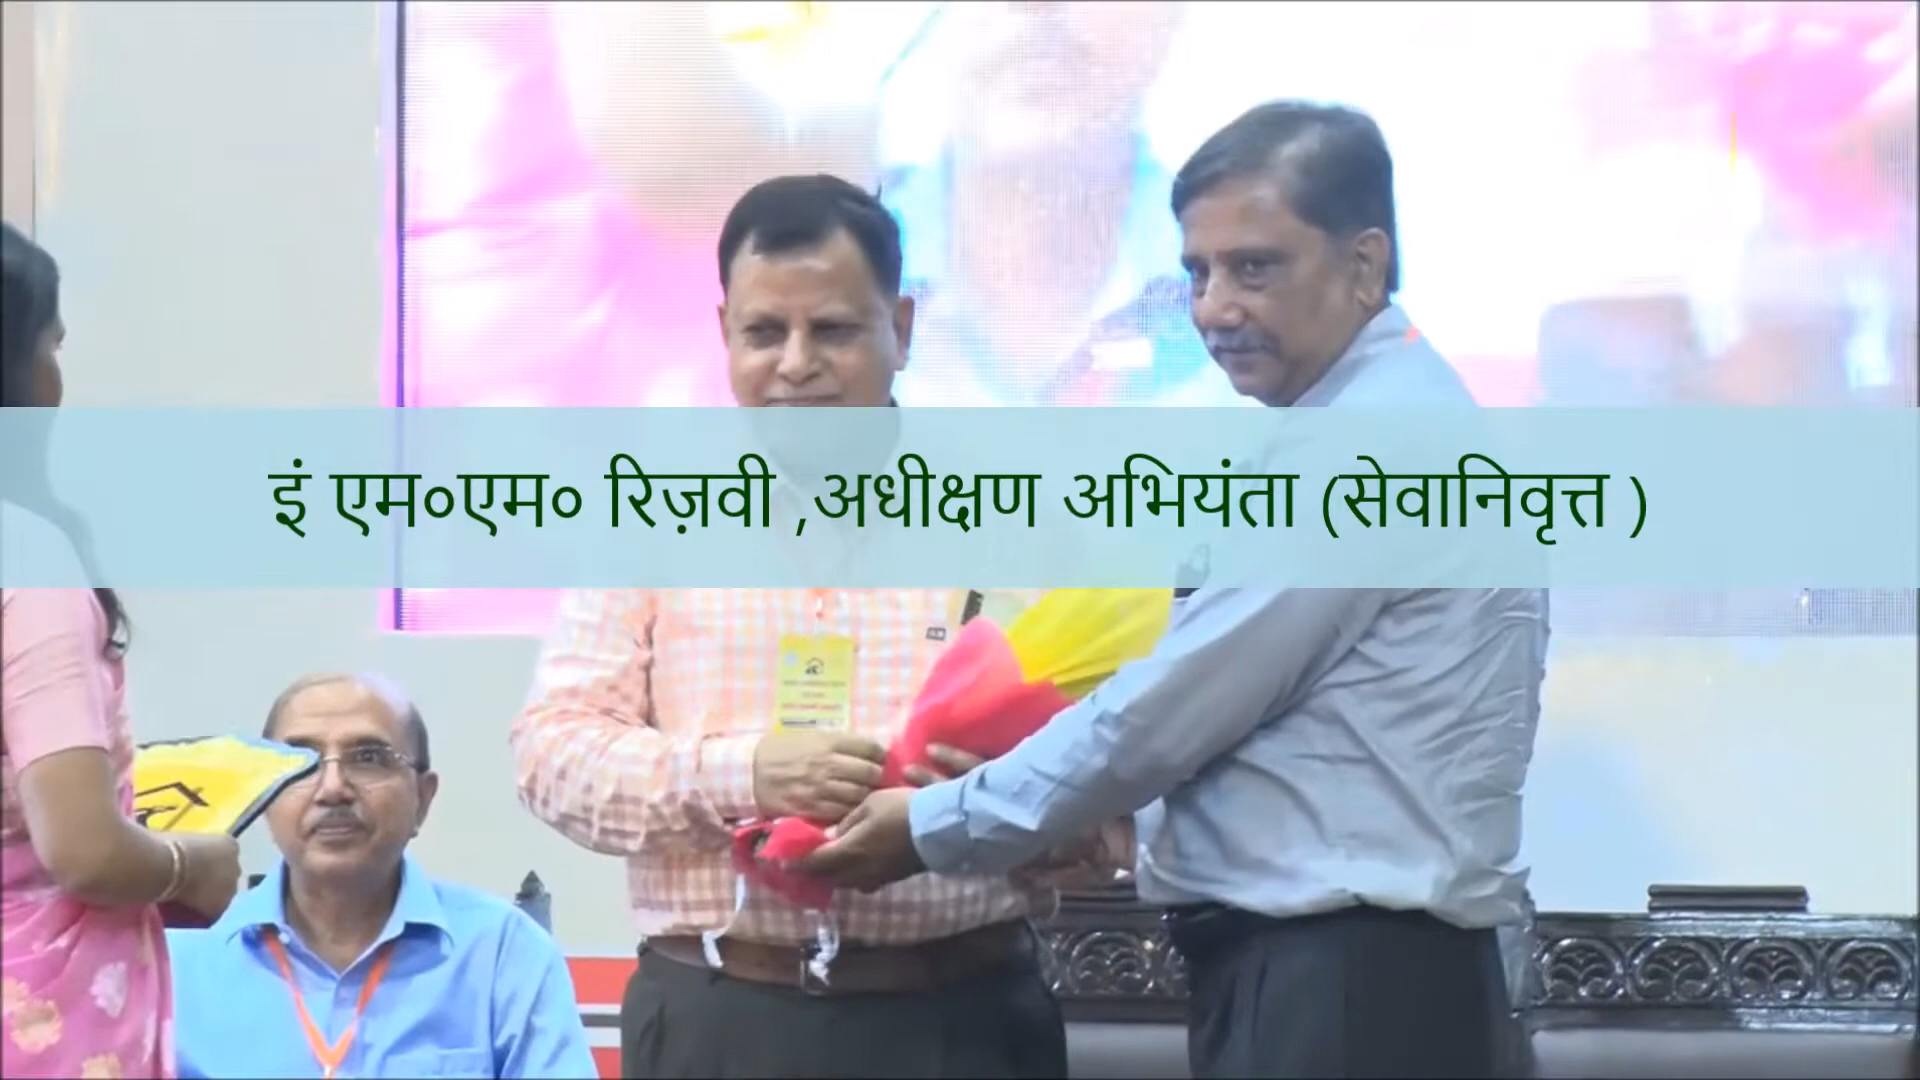 इं एम०एम० रिज़वी ,अधीक्षण अभियंता (सेवानिवृत्त )